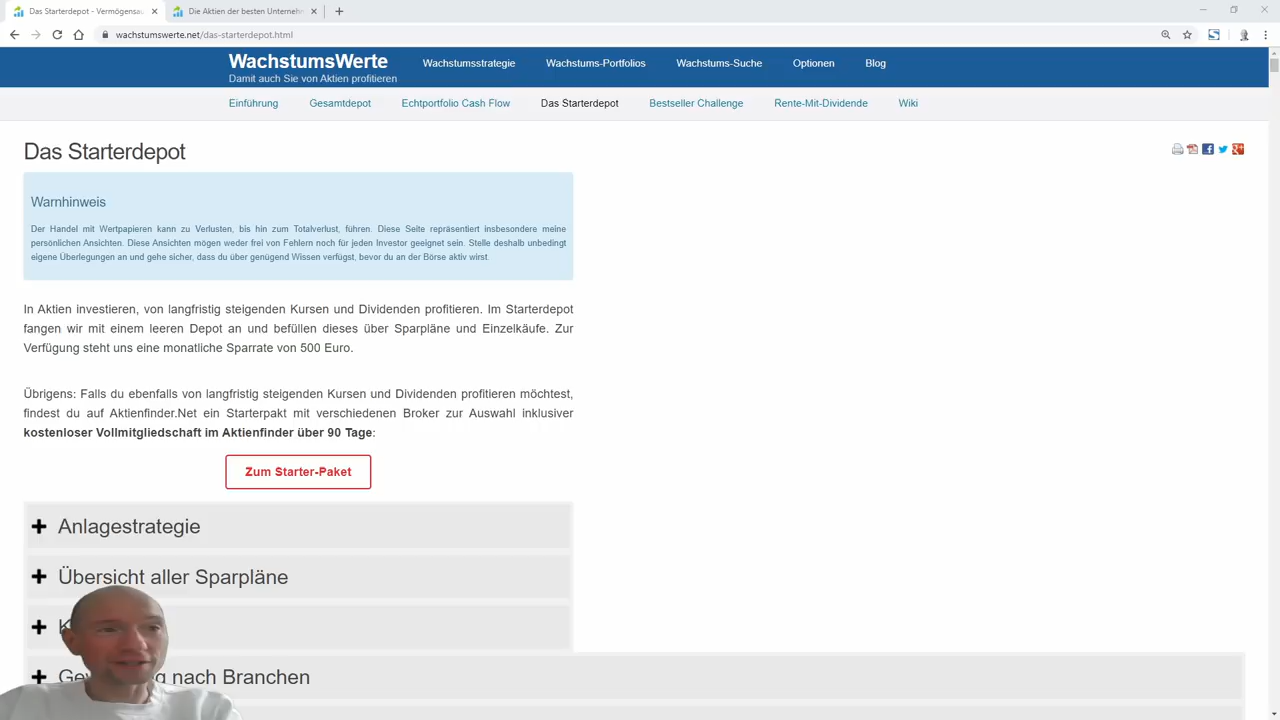 Das Starterdepot - Vermögensau
Die Aktien der besten Unternehm
wachstumswerte.net/das-starterdepot.html
WachstumsWerte
Damit auch Sie von Aktien profitieren
Wachstumsstrategie Wachstums-Portfolios Wachstums-Suche Optionen Blog
Einführung Gesamtdepot Echtportfolio Cash Flow Das Starterdepot Bestseller Challenge Rente-Mit-Dividende Wiki
Das Starterdepot
Warnhinweis
Der Handel mit Wertpapieren kann zu Verlusten, bis hin zum Totalverlust, führen. Diese Seite repräsentiert insbesondere meine
persönlichen Ansichten. Diese Ansichten mögen weder frei von Fehlern noch für jeden Investor geeignet sein. Stelle deshalb unbedingt
eigene Überlegungen an und gehe sicher, dass du über genügend Wissen verfügst, bevor du an der Börse aktiv wirst.
In Aktien investieren, von langfristig steigenden Kursen und Dividenden profitieren. Im Starterdepot
fangen wir mit einem leeren Depot an und befüllen dieses über Sparpläne und Einzelkäufe. Zur
Verfügung steht uns eine monatliche Sparrate von 500 Euro.
Übrigens: Falls du ebenfalls von langfristig steigenden Kursen und Dividenden profitieren möchtest,
findest du auf Aktienfinder.Net ein Starterpakt mit verschiedenen Broker zur Auswahl inklusiver
kostenloser Vollmitgliedschaft im Aktienfinder über 90 Tage:
Zum Starter-Paket
Anlagestrategie
Übersicht aller Sparpläne
nach Branchen